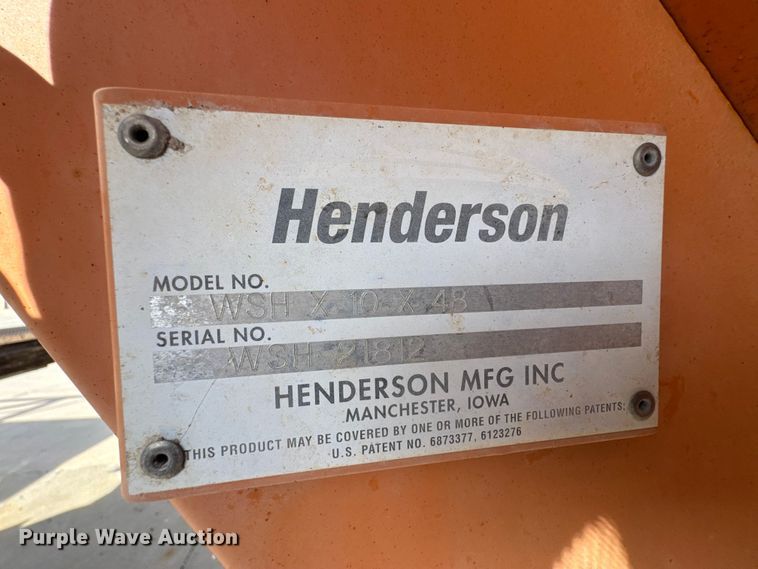 Henderson
MODEL NO.
WSH X 10 X 48
SERIAL NO.
WSH 21812
HENDERSON MFG INC
MANCHESTER, IOWA
THIS PRODUCT MAY BE COVERED BY ONE OR MORE OF THE FOLLOWING PATENTS:
U.S. PATENT NO. 6873377, 6123276
Purple Wave Auction®